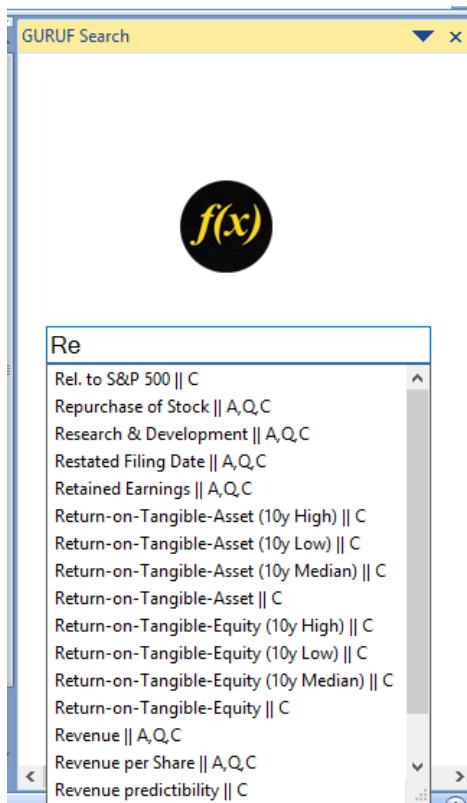 GURUF Search
f(x)
Re
Rel. to S&P 500 || C
Repurchase of Stock || A,Q,C
Research & Development || A,Q,C
Restated Filing Date || A,Q,C
Retained Earnings || A,Q,C
Return-on-Tangible-Asset (10y High) || C
Return-on-Tangible-Asset (10y Low) || C
Return-on-Tangible-Asset (10y Median) || C
Return-on-Tangible-Asset || C
Return-on-Tangible-Equity (10y High) || C
Return-on-Tangible-Equity (10y Low) || C
Return-on-Tangible-Equity (10y Median) || C
Return-on-Tangible-Equity || C
Revenue || A,Q,C
Revenue per Share || A,Q,C
Revenue predictibility || C